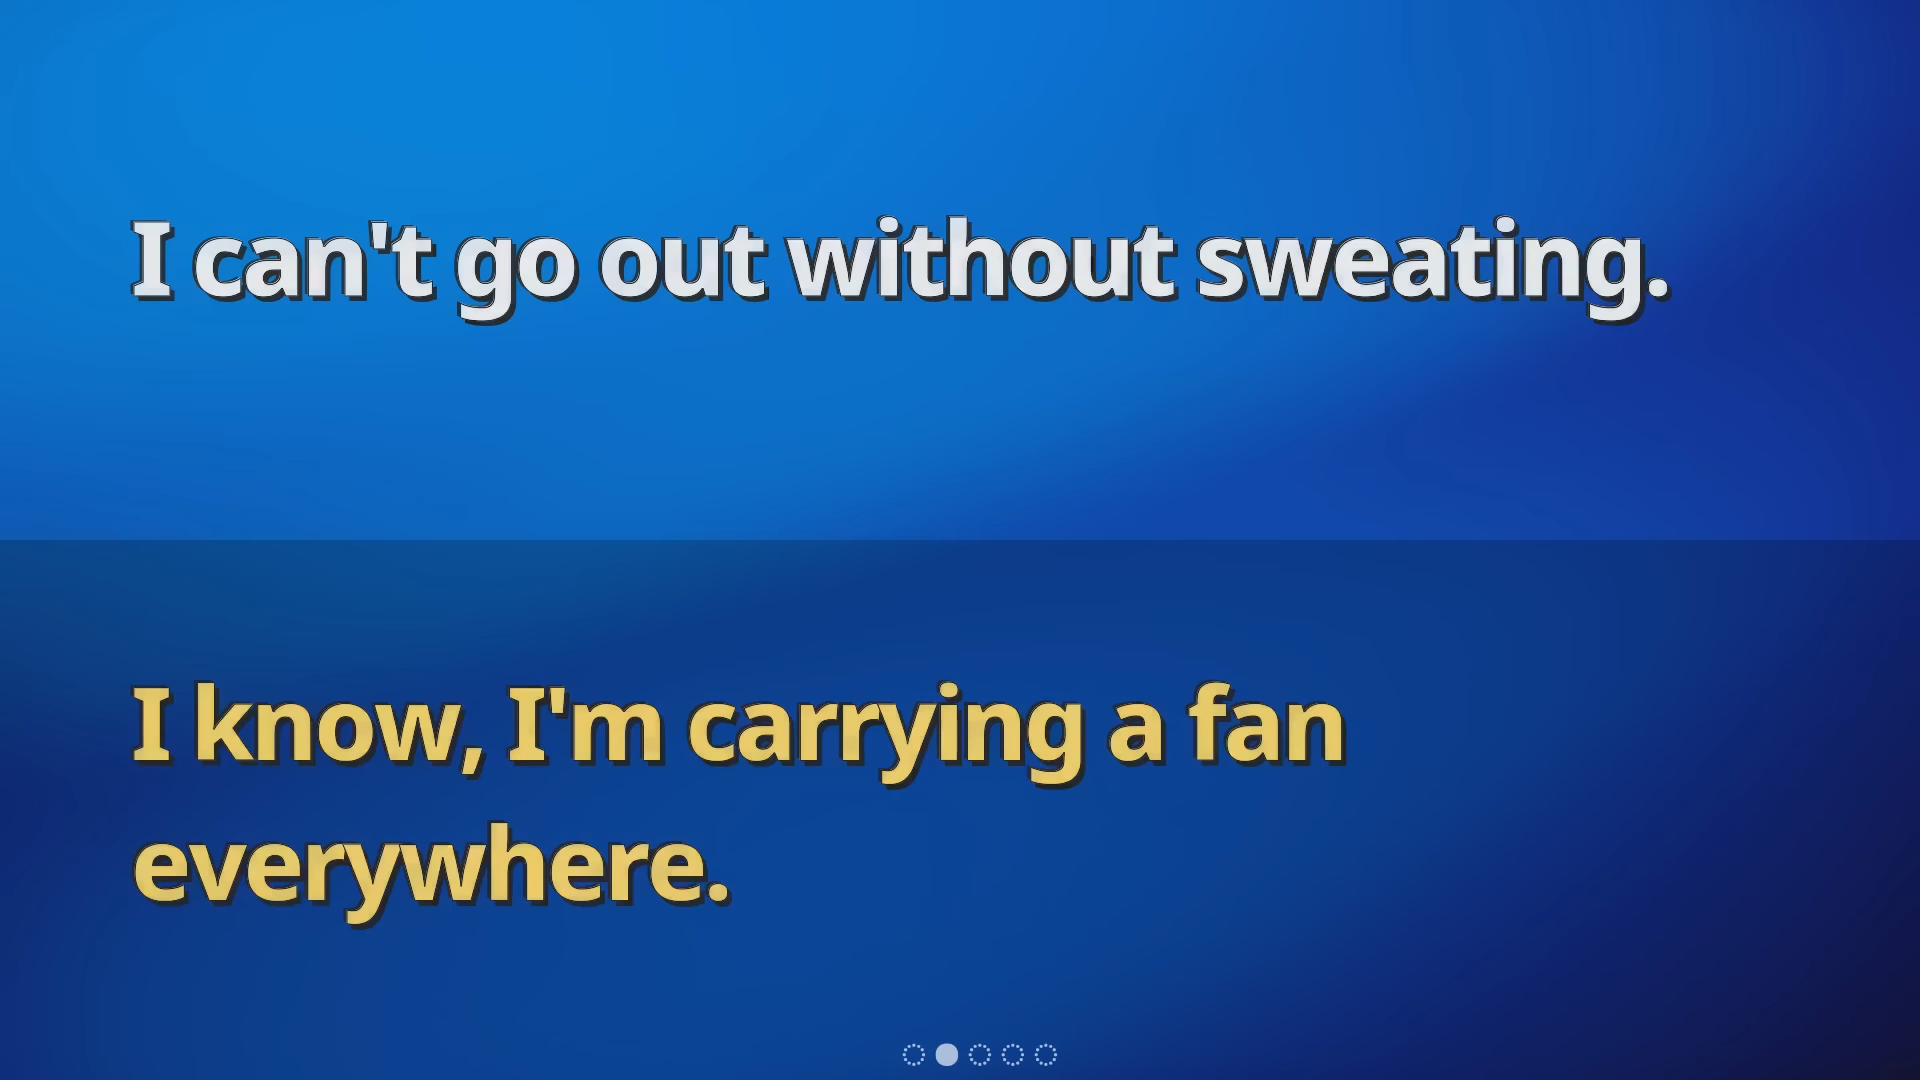 I can't go out without sweating.
I know, I'm carrying a fan
everywhere.